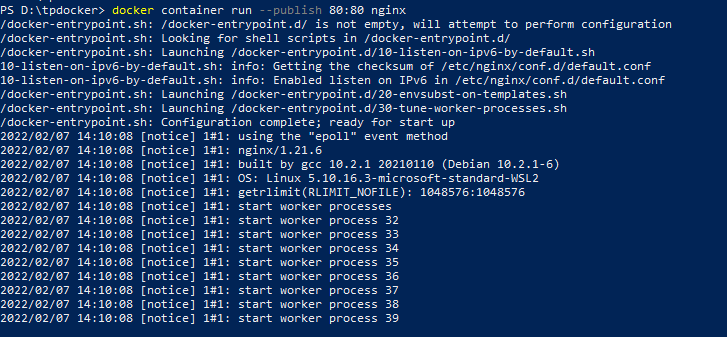 PS D:\tpdocker> docker container run --publish 80:80 nginx
/docker-entrypoint.sh: /docker-entrypoint.d/ is not empty, will attempt to perform configuration
/docker-entrypoint.sh: Looking for shell scripts in /docker-entrypoint.d/
/docker-entrypoint.sh: Launching /docker-entrypoint.d/10-listen-on-ipv6-by-default.sh
10-listen-on-ipv6-by-default.sh: info: Getting the checksum of /etc/nginx/conf.d/default.conf
10-listen-on-ipv6-by-default.sh: info: Enabled listen on IPv6 in /etc/nginx/conf.d/default.conf
/docker-entrypoint.sh: Launching /docker-entrypoint.d/20-envsubst-on-templates.sh
/docker-entrypoint.sh: Launching /docker-entrypoint.d/30-tune-worker-processes.sh
/docker-entrypoint.sh: Configuration complete; ready for start up
2022/02/07 14:10:08 [notice] 1#1: using the "epoll" event method
2022/02/07 14:10:08 [notice] 1#1: nginx/1.21.6
2022/02/07 14:10:08 [notice] 1#1: built by gcc 10.2.1 20210110 (Debian 10.2.1-6)
2022/02/07 14:10:08 [notice] 1#1: OS: Linux 5.10.16.3-microsoft-standard-WSL2
2022/02/07 14:10:08 [notice] 1#1: getrlimit(RLIMIT_NOFILE): 1048576:1048576
2022/02/07 14:10:08 [notice] 1#1: start worker processes
2022/02/07 14:10:08 [notice] 1#1: start worker process 32
2022/02/07 14:10:08 [notice] 1#1: start worker process 33
2022/02/07 14:10:08 [notice] 1#1: start worker process 34
2022/02/07 14:10:08 [notice] 1#1: start worker process 35
2022/02/07 14:10:08 [notice] 1#1: start worker process 36
2022/02/07 14:10:08 [notice] 1#1: start worker process 37
2022/02/07 14:10:08 [notice] 1#1: start worker process 38
2022/02/07 14:10:08 [notice] 1#1: start worker process 39